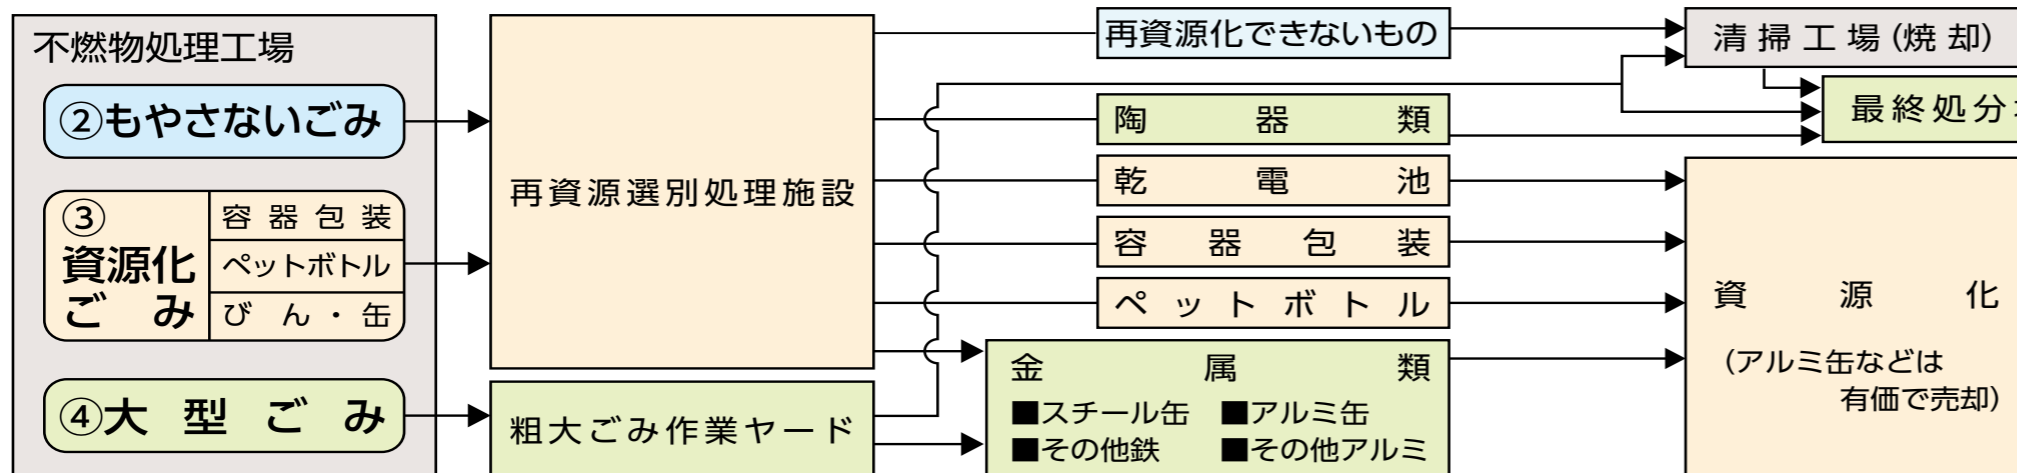 不燃物処理工場
②もやさないごみ
③
資源化
ごみ
容器包装
ペットボトル
びん・缶
④大型ごみ
再資源選別処理施設
粗大ごみ作業ヤード
再資源化できないもの
陶器類
乾電池
容器包装
ペットボトル
金属類
■スチール缶 ■アルミ缶
■その他鉄 ■その他アルミ
清掃工場(焼却)
最終処分
資源化
(アルミ缶などは
有価で売却)